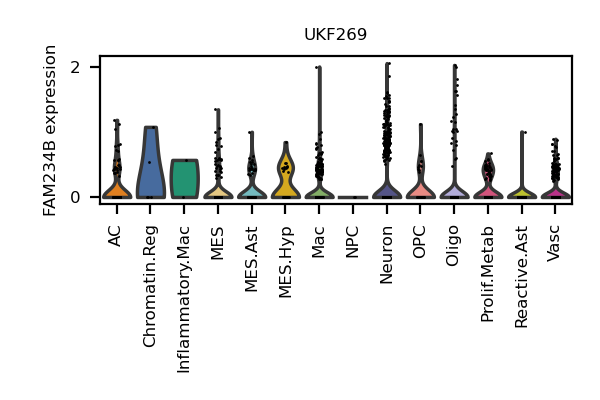 UKF269
FAM234B expression
2
0
AC
Chromatin.Reg
Inflammatory.Mac
MES
MES.Ast
MES.Hyp
Mac
NPC
Neuron
OPC
Oligo
Prolif.Metab
Reactive.Ast
Vasc